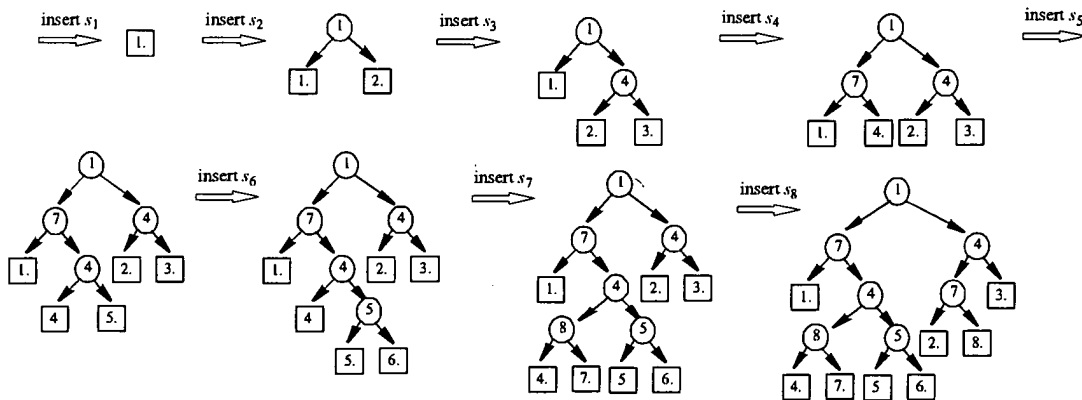 insert s1
1.
insert s2
1
1. 2.
insert s3
1
1. 4
2. 3.
insert s4
1
7 4
1. 4. 2. 3.
insert s5
1
7 4
1. 4 2. 3.
4 5.
insert s6
1
7 4
1. 4 2. 3.
4 5
5. 6.
insert s7
1
7 4
1. 4 2. 3.
8 5
4. 7. 5 6.
insert s8
1
7 4
1. 4 7 3.
8 5 2. 8.
4. 7. 5 6.